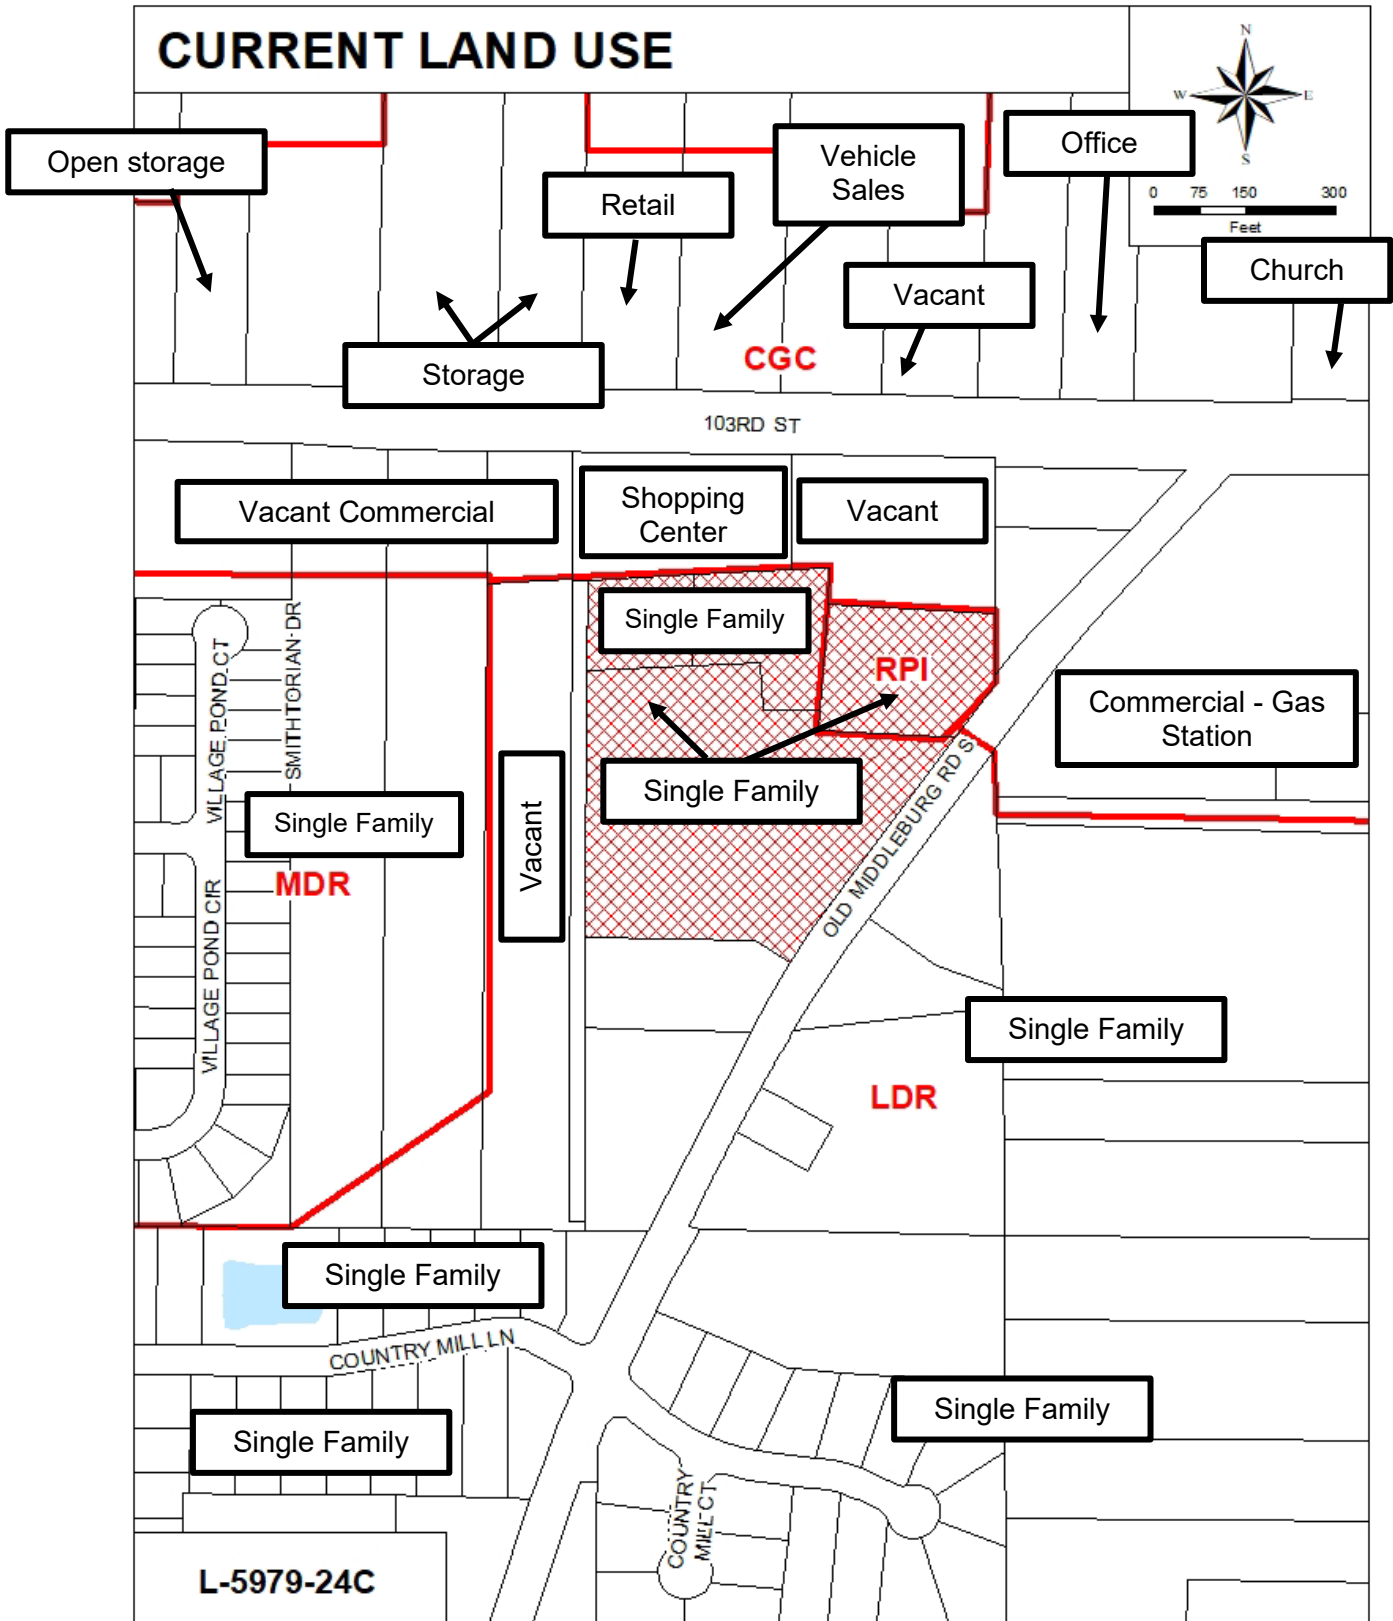 CURRENT LAND USE
N
W
E
S
0 75 150 300
Feet
Open storage
Retail
Vehicle
Sales
Office
Church
Vacant
Storage
CGC
103RD ST
Vacant Commercial
Shopping
Center
Vacant
Single Family
RPI
Commercial - Gas
Station
VILLAGE POND CT
SMITHTORIAN DR
Single Family
Vacant
Single Family
OLD MIDDLEBURG RD S
MDR
VILLAGE POND CIR
Single Family
LDR
Single Family
COUNTRY MILL LN
Single Family
Single Family
COUNTRY
MILL CT
L-5979-24C